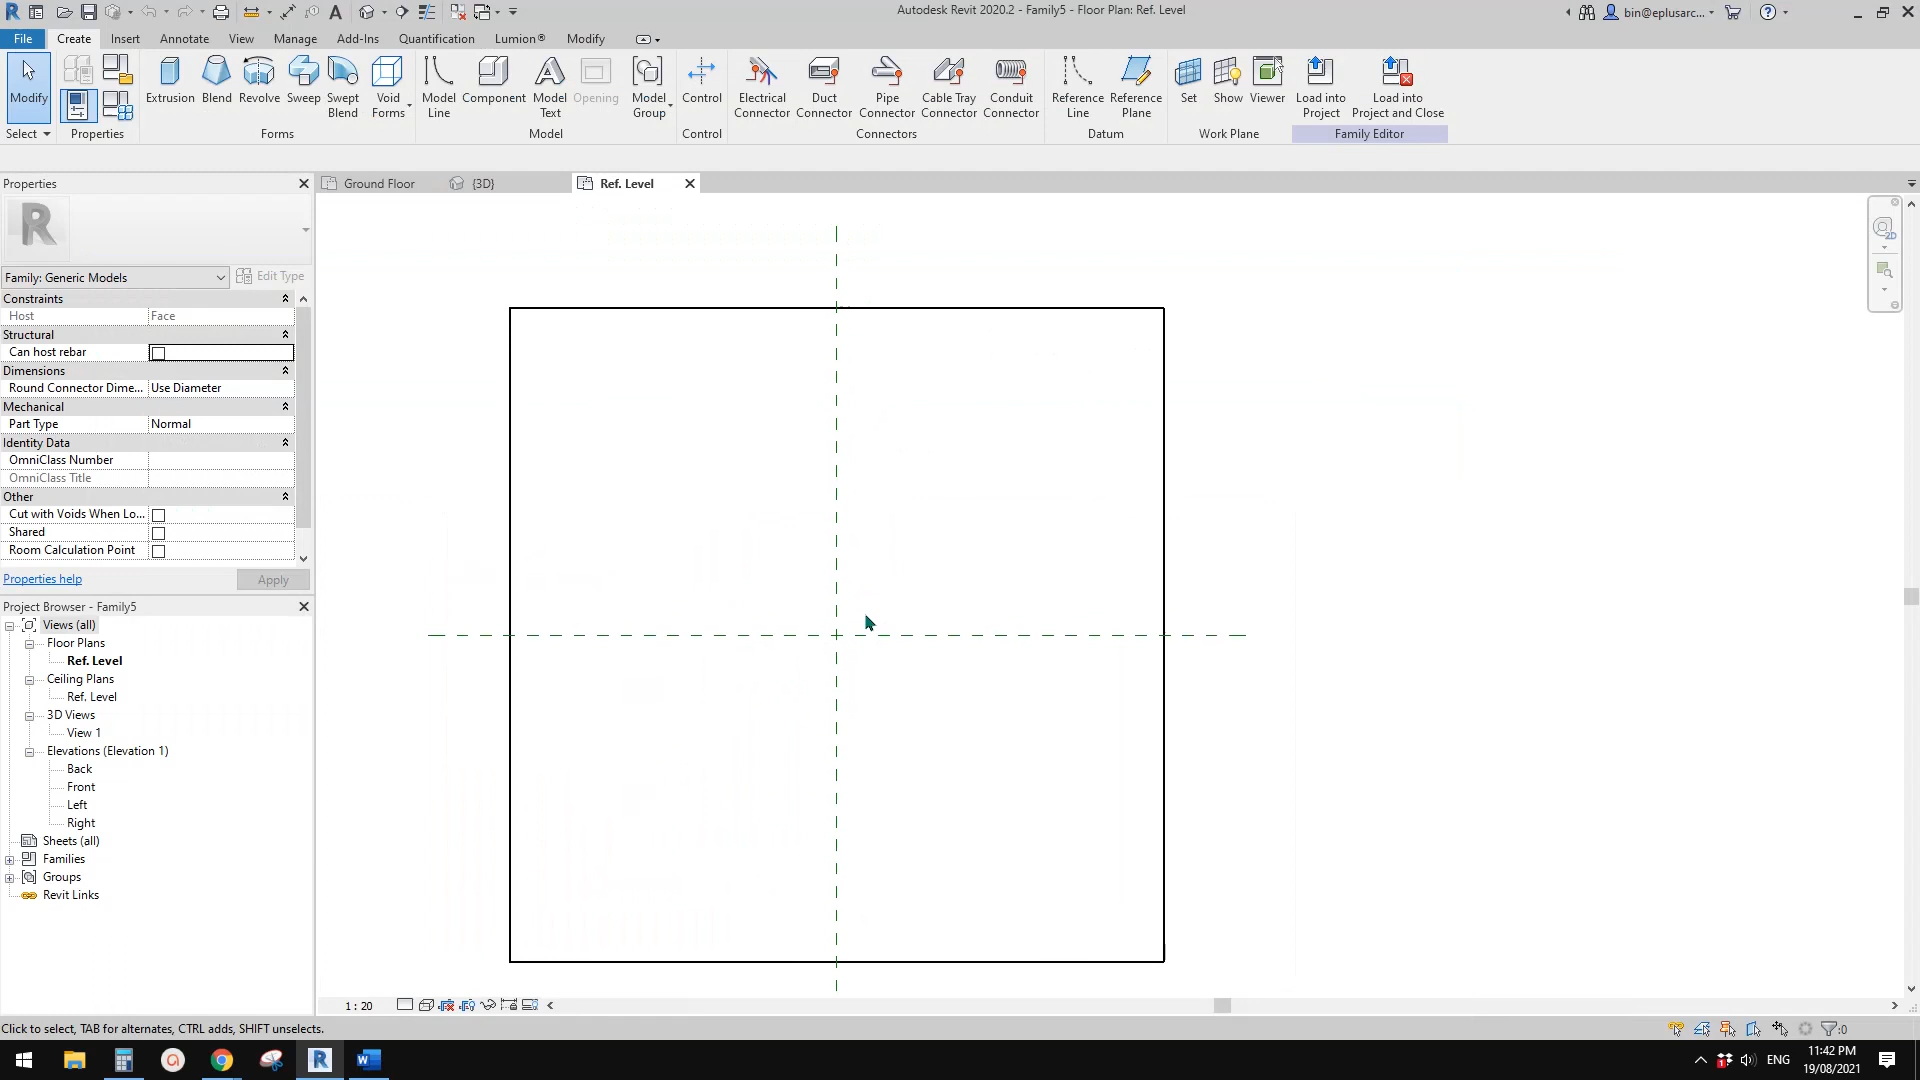 Autodesk Revit 2020.2 - Family5 - Floor Plan: Ref. Level
bin@eplusarc...
File Create Insert Annotate View Manage Add-Ins Quantification Lumion® Modify
Modify
Extrusion Blend Revolve Sweep Swept Blend Void Forms
Model Line Component Model Text Opening Model Group
Control
Electrical Connector Duct Connector Pipe Connector Cable Tray Connector Conduit Connector
Reference Line Reference Plane
Set Show Viewer
Load into Project Load into Project and Close
Select Properties Forms Model Control Connectors Datum Work Plane Family Editor
Properties
Ground Floor {3D} Ref. Level
2D
Family: Generic Models Edit Type
Constraints
Host Face
Structural
Can host rebar
Dimensions
Round Connector Dime... Use Diameter
Mechanical
Part Type Normal
Identity Data
OmniClass Number
OmniClass Title
Other
Cut with Voids When Lo...
Shared
Room Calculation Point
Properties help Apply
Project Browser - Family5
Views (all)
Floor Plans
Ref. Level
Ceiling Plans
Ref. Level
3D Views
View 1
Elevations (Elevation 1)
Back
Front
Left
Right
Sheets (all)
Families
Groups
Revit Links
1 : 20
Click to select, TAB for alternates, CTRL adds, SHIFT unselects.
:0
ENG
11:42 PM
19/08/2021